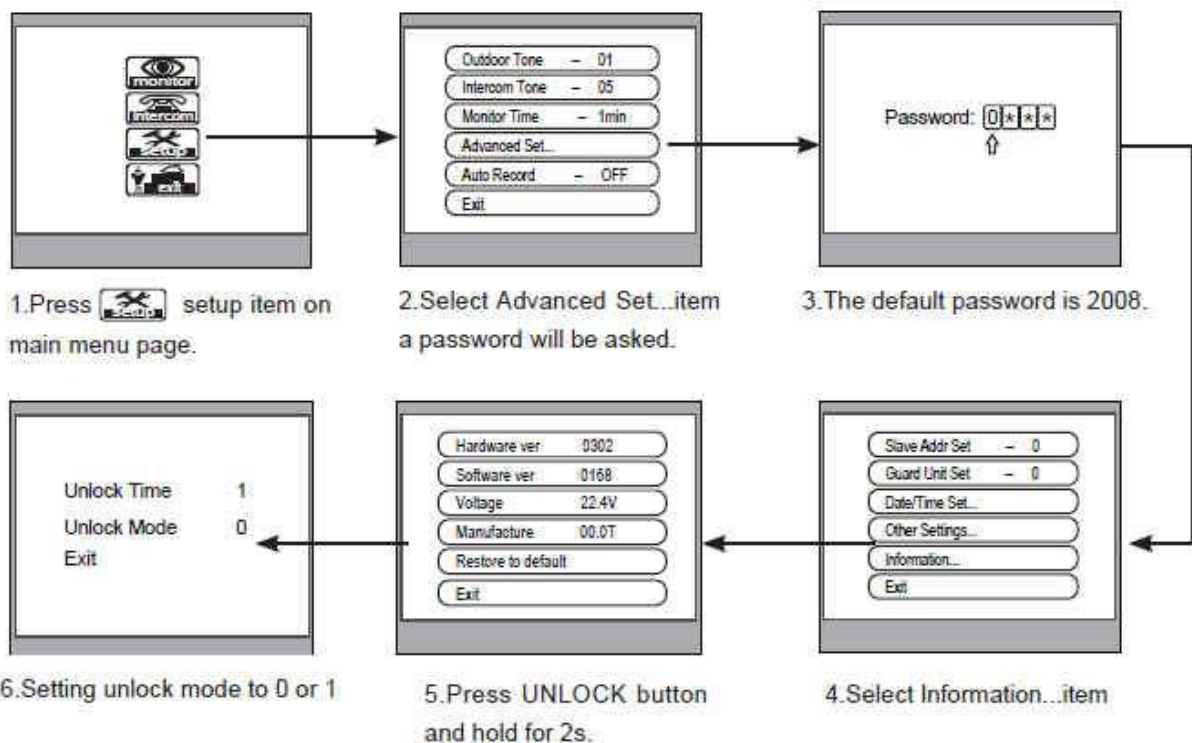 monitor
Intercom
Setup
exit
Outdoor Tone – 01
Intercom Tone – 05
Monitor Time – 1min
Advanced Set...
Auto Record – OFF
Exit
Password: 0***
1.Press Setup setup item on
main menu page.
2.Select Advanced Set...item
a password will be asked.
3.The default password is 2008.
Unlock Time 1
Unlock Mode 0
Exit
Hardware ver 0302
Software ver 0168
Voltage 22.4V
Manufacture 00.0T
Restore to default
Exit
Slave Addr Set – 0
Guard Unit Set – 0
Date/Time Set...
Other Settings...
Information...
Exit
6.Setting unlock mode to 0 or 1
5.Press UNLOCK button
and hold for 2s.
4.Select Information...item